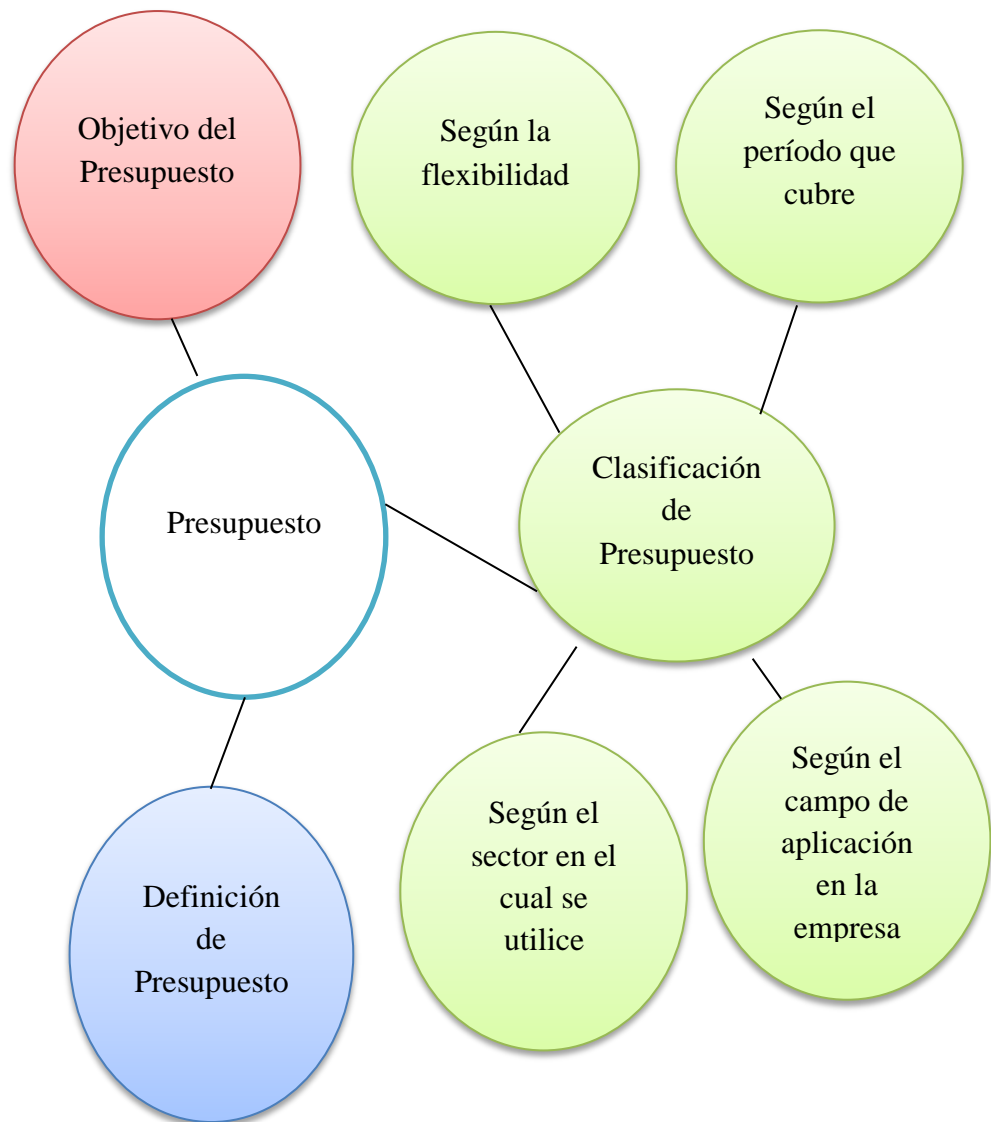 Objetivo del
Presupuesto
Según la
flexibilidad
Según el
período que
cubre
Presupuesto
Clasificación
de
Presupuesto
Definición
de
Presupuesto
Según el
sector en el
cual se
utilice
Según el
campo de
aplicación
en la
empresa